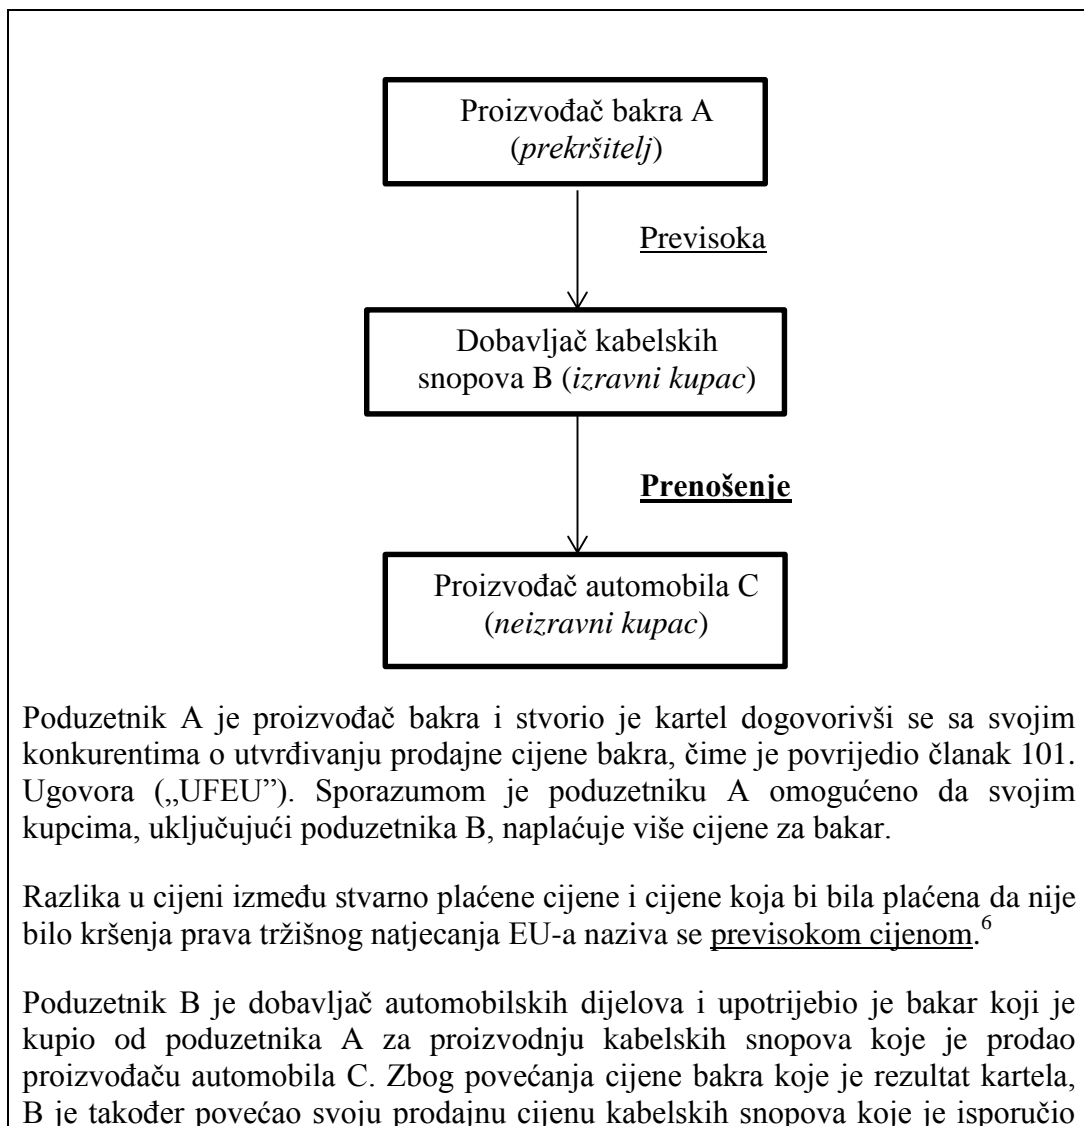 Proizvođač bakra A
(prekršitelj)
Previsoka
Dobavljač kabelskih
snopova B (izravni kupac)
Prenošenje
Proizvođač automobila C
(neizravni kupac)
Poduzetnik A je proizvođač bakra i stvorio je kartel dogovorivši se sa svojim
konkurentima o utvrđivanju prodajne cijene bakra, čime je povrijedio članak 101.
Ugovora („UFEU”). Sporazumom je poduzetniku A omogućeno da svojim
kupcima, uključujući poduzetnika B, naplaćuje više cijene za bakar.
Razlika u cijeni između stvarno plaćene cijene i cijene koja bi bila plaćena da nije
bilo kršenja prava tržišnog natjecanja EU-a naziva se previsokom cijenom.⁶
Poduzetnik B je dobavljač automobilskih dijelova i upotrijebio je bakar koji je
kupio od poduzetnika A za proizvodnju kabelskih snopova koje je prodao
proizvođaču automobila C. Zbog povećanja cijene bakra koje je rezultat kartela,
B je također povećao svoju prodajnu cijenu kabelskih snopova koje je isporučio